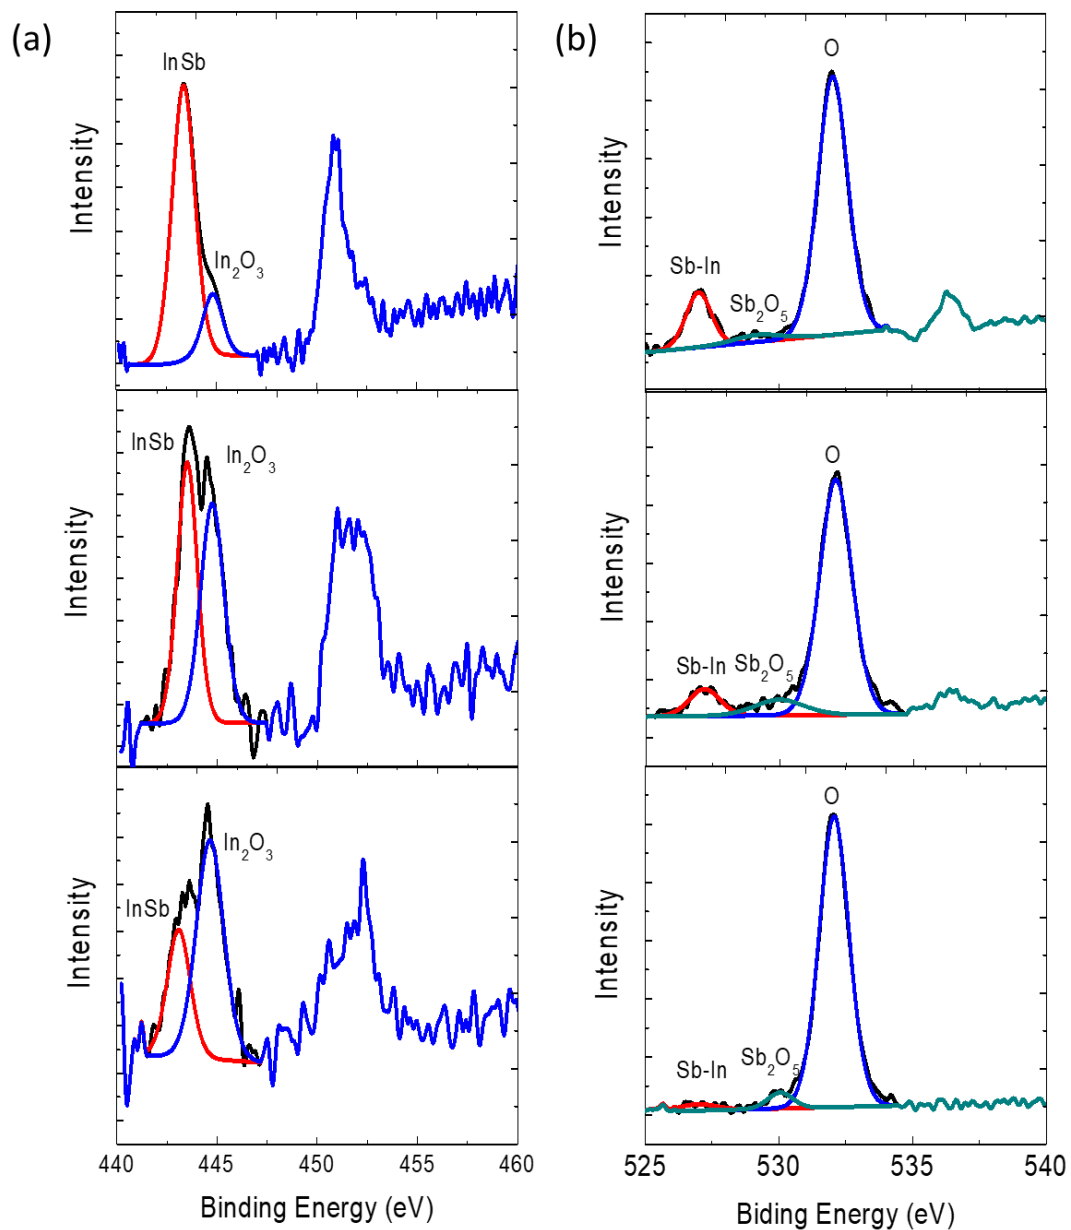 (a)
(b)
InSb
In₂O₃
Intensity
O
Sb-In
Sb₂O₅
Intensity
InSb
In₂O₃
Intensity
O
Sb-In
Sb₂O₅
Intensity
InSb
In₂O₃
Intensity
O
Sb-In
Sb₂O₅
Intensity
440 445 450 455 460
Binding Energy (eV)
525 530 535 540
Biding Energy (eV)